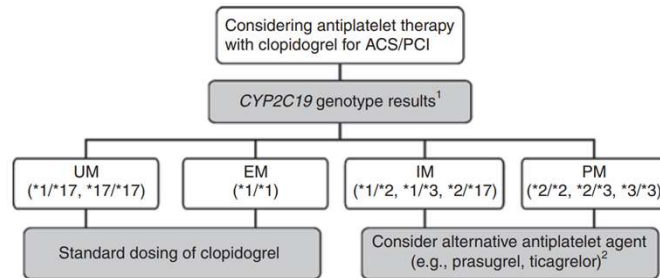 Considering antiplatelet therapy
with clopidogrel for ACS/PCI
CYP2C19 genotype results¹
UM
(*1/*17, *17/*17)
EM
(*1/*1)
IM
(*1/*2, *1/*3, *2/*17)
PM
(*2/*2, *2/*3, *3/*3)
Standard dosing of clopidogrel
Consider alternative antiplatelet agent
(e.g., prasugrel, ticagrelor)²